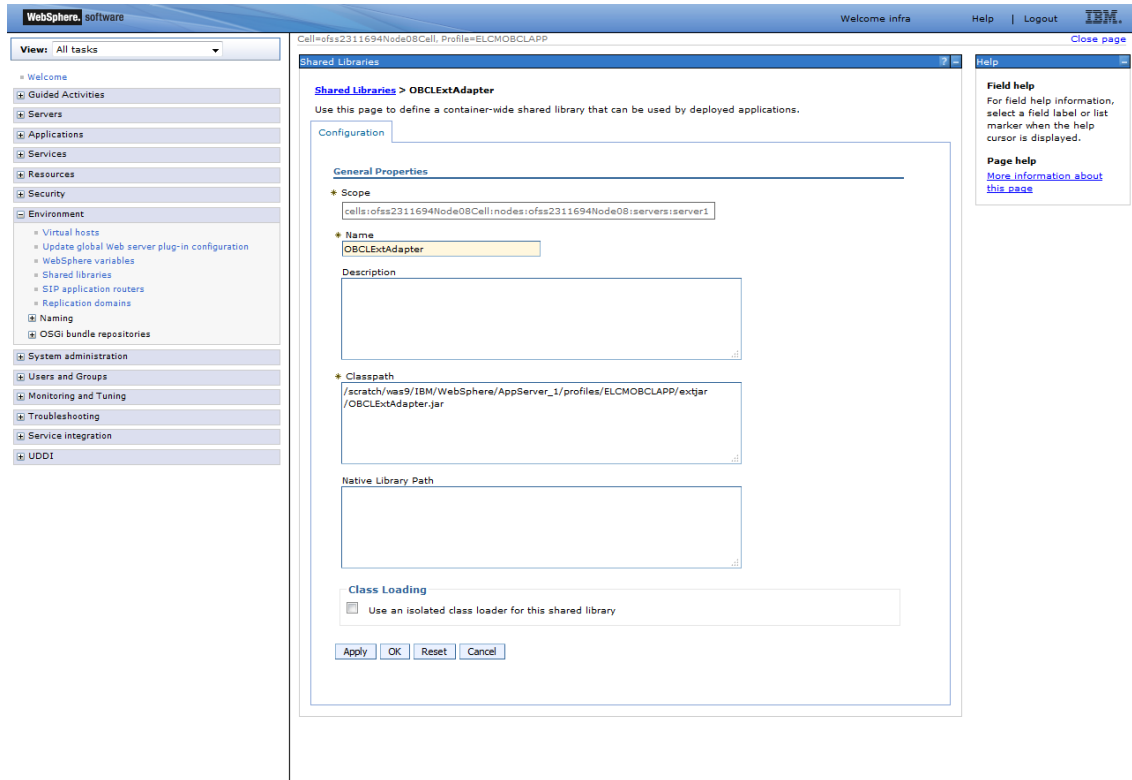 WebSphere. software
Welcome infra
Help | Logout
IBM.
View: All tasks
Cell=ofss2311694Node08Cell, Profile=ELCMOBCLAPP
Close page
Welcome
Guided Activities
Servers
Applications
Services
Resources
Security
Environment
Virtual hosts
Update global Web server plug-in configuration
WebSphere variables
Shared libraries
SIP application routers
Replication domains
Naming
OSGi bundle repositories
System administration
Users and Groups
Monitoring and Tuning
Troubleshooting
Service integration
UDDI
Shared Libraries
? -
Shared Libraries > OBCLExtAdapter
Use this page to define a container-wide shared library that can be used by deployed applications.
Configuration
General Properties
* Scope
cells:ofss2311694Node08Cell:nodes:ofss2311694Node08:servers:server1
* Name
OBCLExtAdapter
Description
* Classpath
/scratch/was9/IBM/WebSphere/AppServer_1/profiles/ELCMOBCLAPP/extjar
/OBCLExtAdapter.jar
Native Library Path
Class Loading
Use an isolated class loader for this shared library
Apply OK Reset Cancel
Help
Field help
For field help information,
select a field label or list
marker when the help
cursor is displayed.
Page help
More information about
this page